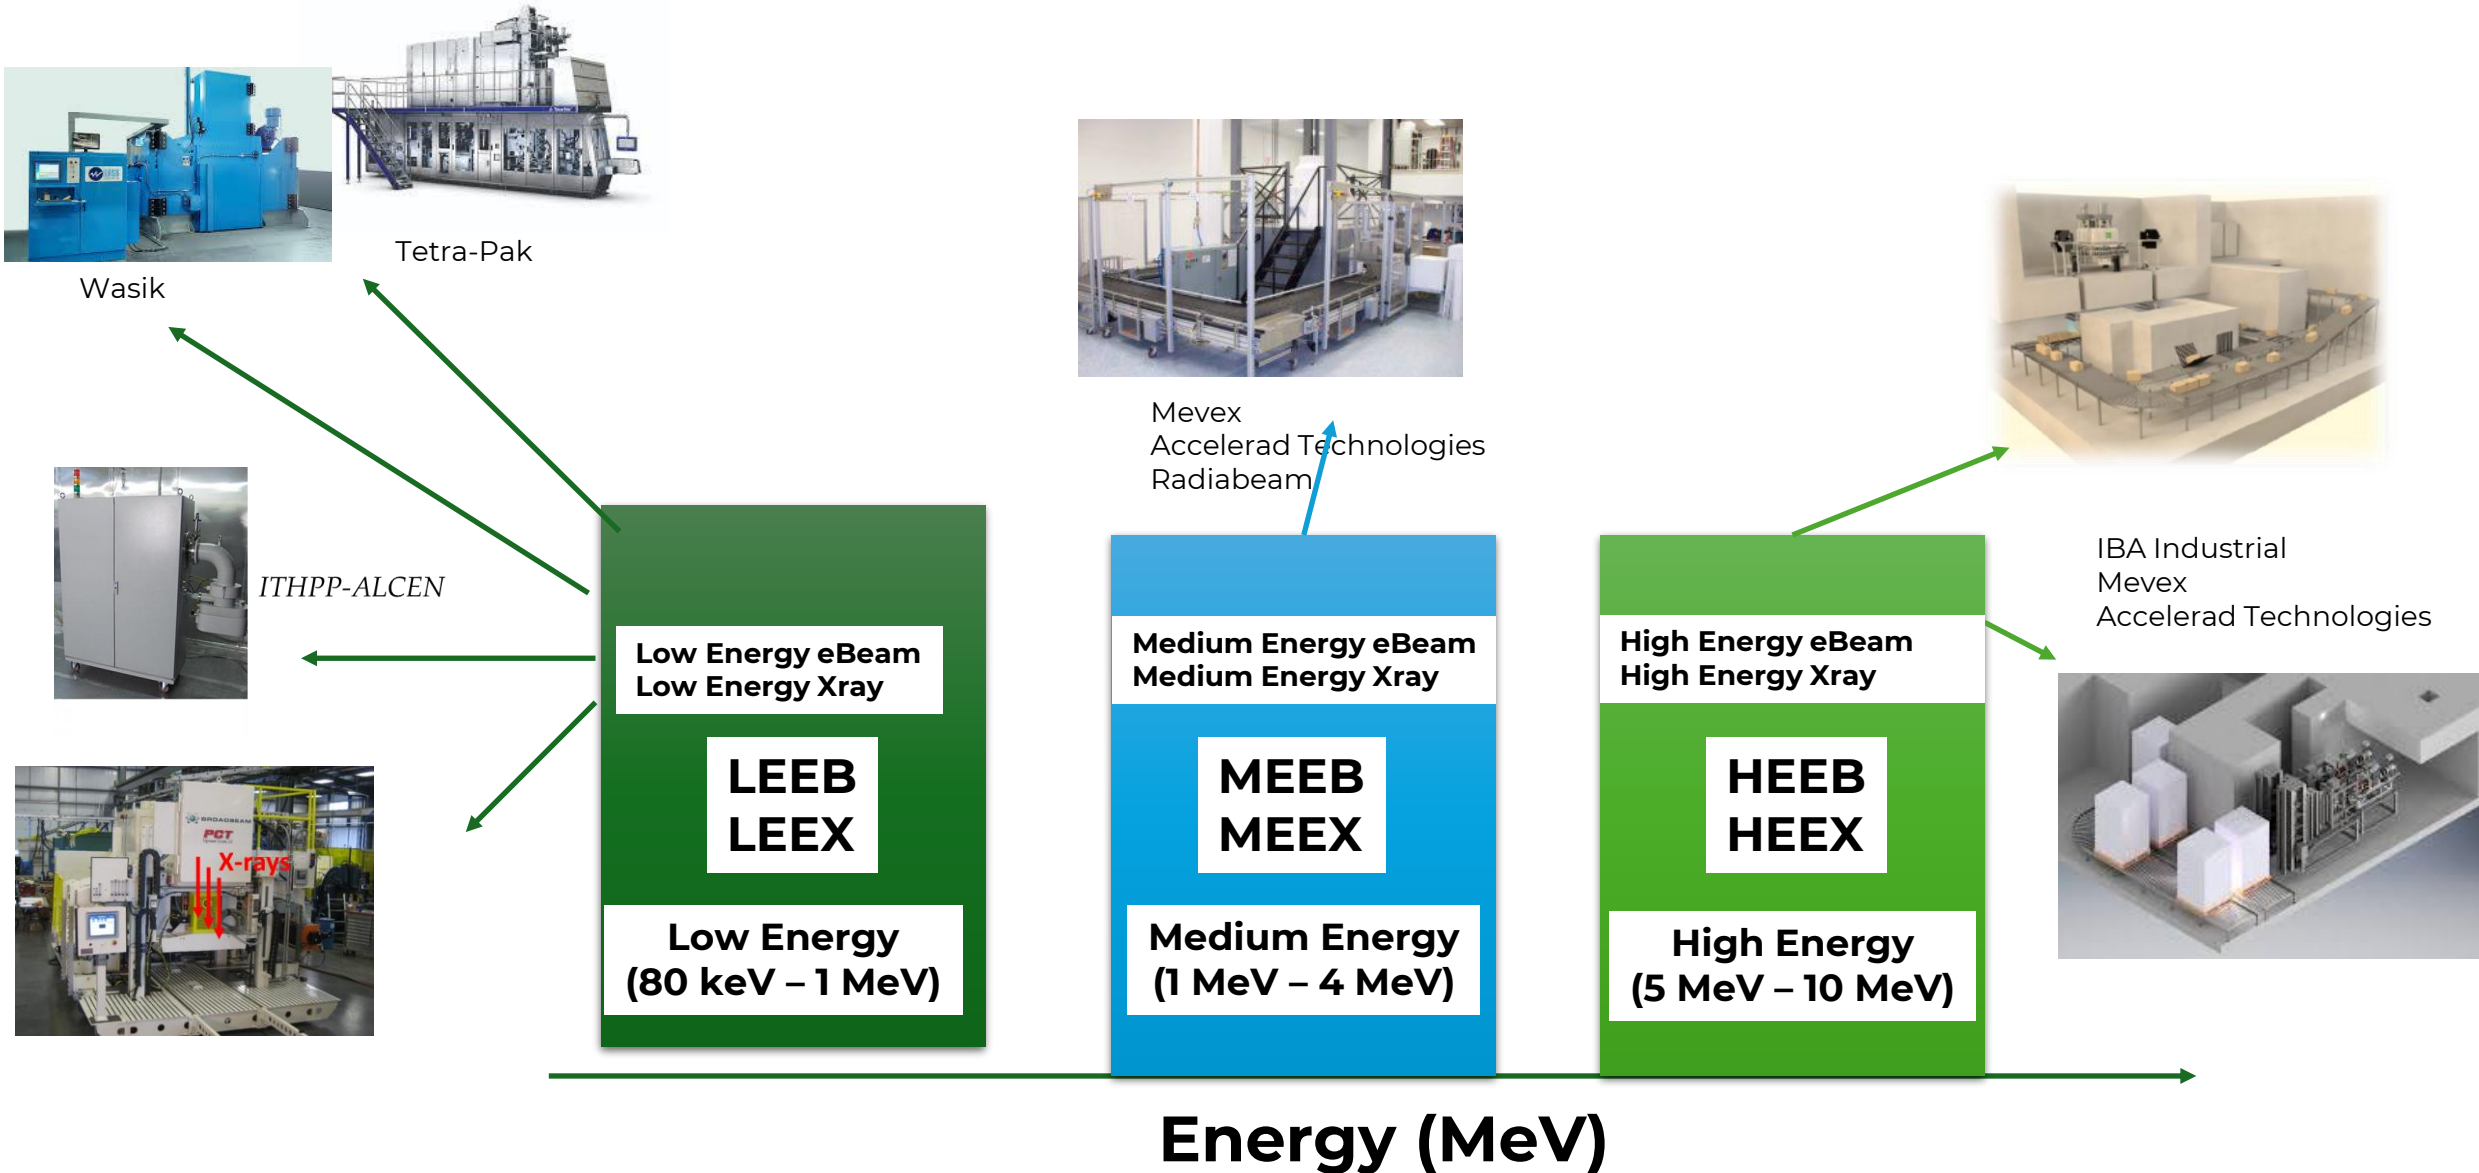 Tetra-Pak
Wasik
ITHPP-ALCEN
BROADBEAM
PCT
X-rays
Mevex
Accelerad Technologies
Radiabeam
IBA Industrial
Mevex
Accelerad Technologies
Low Energy eBeam
Low Energy Xray
LEEB
LEEX
Low Energy
(80 keV – 1 MeV)
Medium Energy eBeam
Medium Energy Xray
MEEB
MEEX
Medium Energy
(1 MeV – 4 MeV)
High Energy eBeam
High Energy Xray
HEEB
HEEX
High Energy
(5 MeV – 10 MeV)
Energy (MeV)